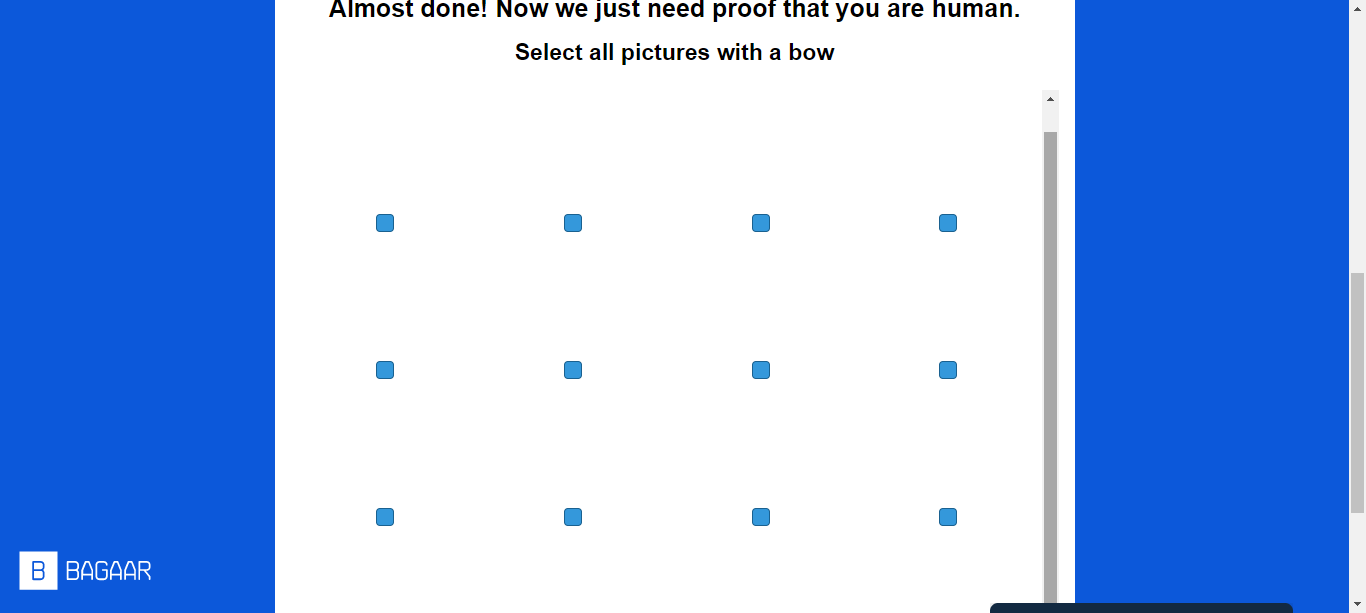 Almost done! Now we just need proof that you are human.
Select all pictures with a bow
B BAGAAR